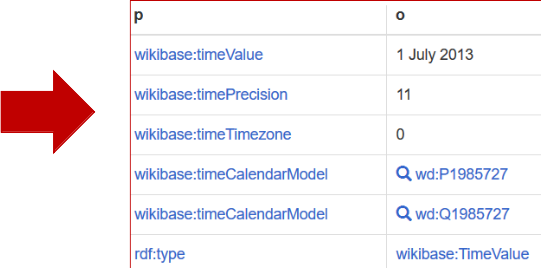 p o
wikibase:timeValue 1 July 2013
wikibase:timePrecision 11
wikibase:timeTimezone 0
wikibase:timeCalendarModel wd:P1985727
wikibase:timeCalendarModel wd:Q1985727
rdf:type wikibase:TimeValue